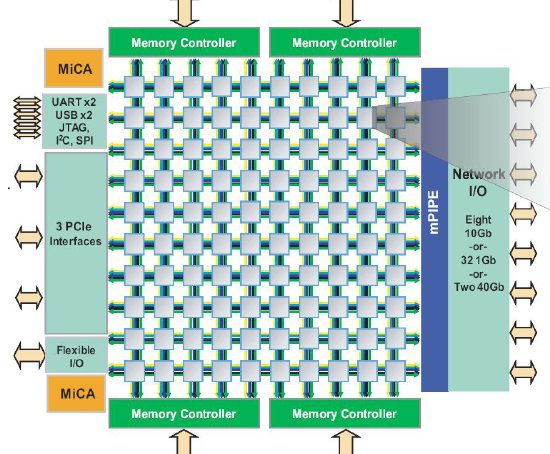 Memory Controller
Memory Controller
MiCA
UART x2
USB x2
JTAG,
I²C, SPI
3 PCIe
Interfaces
Flexible
I/O
MiCA
mPIPE
Network
I/O
Eight
10Gb
-or-
32 1Gb
-or-
Two 40Gb
Memory Controller
Memory Controller